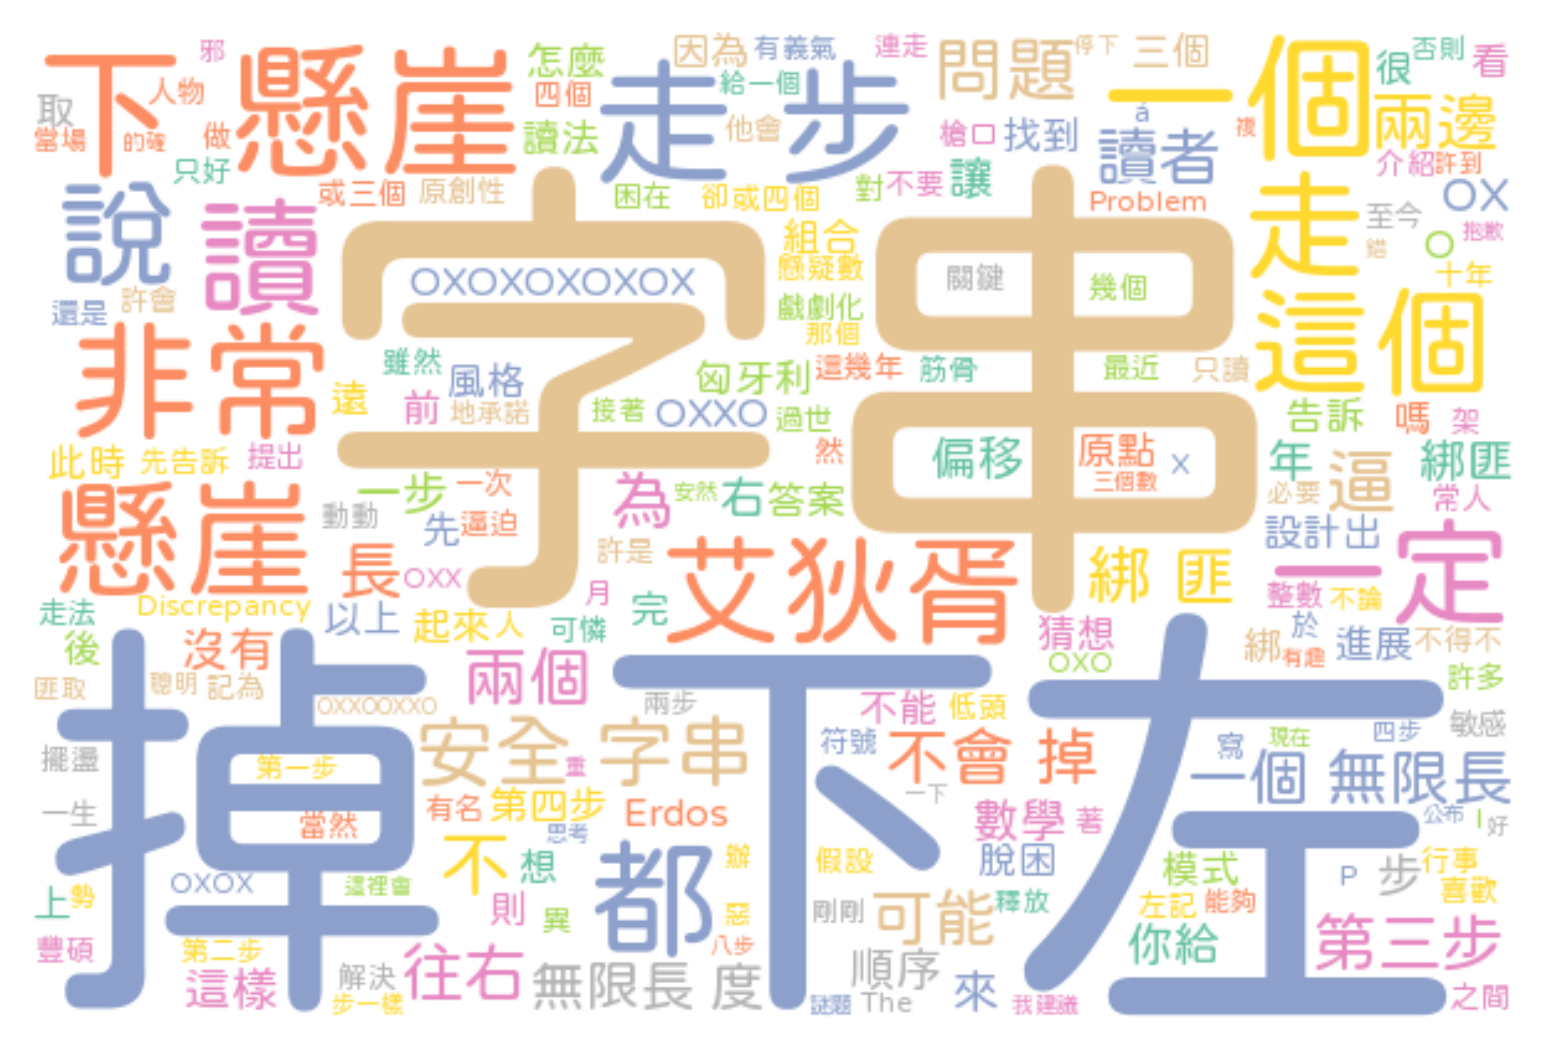 下 懸崖 走步 一個
邪 人物 取 當場 的確 做 只好
怎麼 四個 讀法 因為 有義氣 給一個 他會 連走
問題 停下 三個 槍口 找到 á 讀者 複 兩邊 很 否則 看 介紹 許到
說 讀 或三個 原創性 困在 卻或四個 對 不要 讓 Problem 走 至今 OX
還是 許會 字串 OXOXOXOXOX 組合 懸疑數 戲劇化 那個 關鍵 幾個 錯 O 抱歉 十年
非常 遠 雖然 前 風格 地承諾 接著 匈牙利 OXXO 這幾年 過世 筋骨 最近 只讀 這個
此時 先告訴 提出 然 偏移 原點 三個數 X 告訴 嗎 架
懸崖 一步 一次 動動 先 逼迫 為 安然 右 答案 年 逼 綁匪 必要 常人
長 OXX 許是 艾狄胥 綁匪 設計出 一定
走法 Discrepancy 以上 起來 人 月 可憐 完 猜想 整數 不論
後 沒有 兩個 OXO 於 綁 有趣 進展 不得不
匪取 聰明 記為 OXXOOXXO 兩步 不能 低頭 許多
掉 下 左
擺盪 第一步 安全 字串 重 符號 不會 掉 寫 現在 四步 敏感
一生 當然 有名 第四步 Erdos 一下 一個 無限長
思考 數學 著 公布 好
OXOX 這裡會 不 想 都 辦 假設 脫困 模式 P 步 行事 喜歡
上 勢 則 異 惡 剛剛 可能 釋放 左記 能夠
豐碩 第二步 八步 你給 第三步
這樣 解決 步一樣 往右 無限長 度 順序 謎題 The 來 我建議 之間